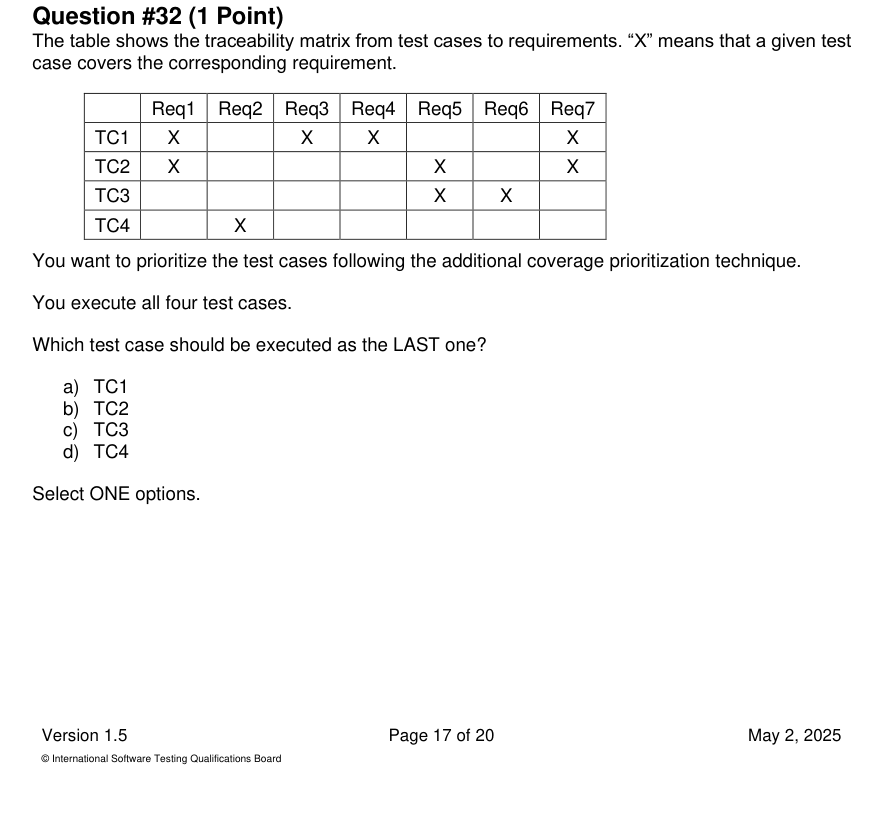 Question #32 (1 Point)
The table shows the traceability matrix from test cases to requirements. “X” means that a given test
case covers the corresponding requirement.
Req1 Req2 Req3 Req4 Req5 Req6 Req7
TC1 X X X X
TC2 X X X
TC3 X X
TC4 X
You want to prioritize the test cases following the additional coverage prioritization technique.
You execute all four test cases.
Which test case should be executed as the LAST one?
a) TC1
b) TC2
c) TC3
d) TC4
Select ONE options.
Version 1.5 Page 17 of 20 May 2, 2025
© International Software Testing Qualifications Board